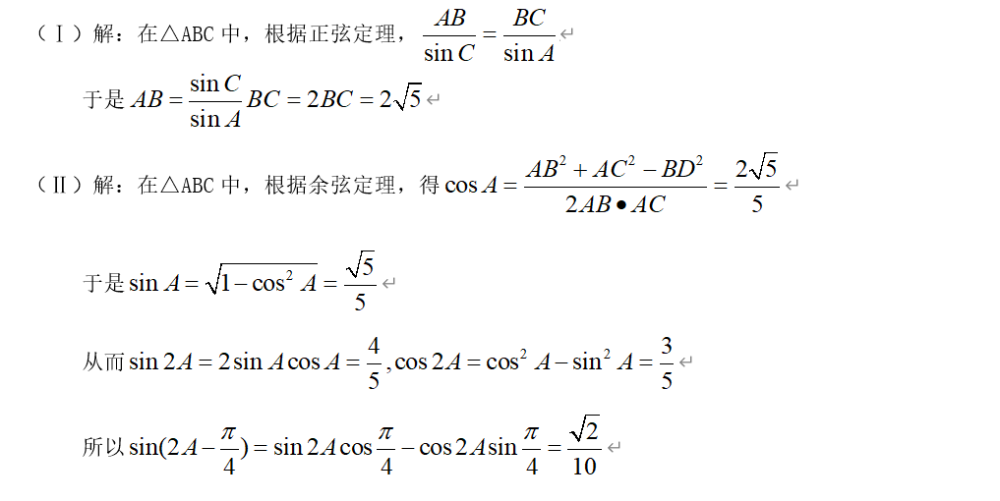 （Ⅰ）解：在△ABC 中，根据正弦定理，$\frac{AB}{\sin C}=\frac{BC}{\sin A}$↵
于是 $AB=\frac{\sin C}{\sin A}BC=2BC=2\sqrt{5}$↵
（Ⅱ）解：在△ABC 中，根据余弦定理，得 $\cos A=\frac{AB^2+AC^2-BD^2}{2AB\bullet AC}=\frac{2\sqrt{5}}{5}$↵
于是 $\sin A=\sqrt{1-\cos^2 A}=\frac{\sqrt{5}}{5}$↵
从而 $\sin 2A=2\sin A\cos A=\frac{4}{5},\cos 2A=\cos^2 A-\sin^2 A=\frac{3}{5}$↵
所以 $\sin(2A-\frac{\pi}{4})=\sin 2A\cos\frac{\pi}{4}-\cos 2A\sin\frac{\pi}{4}=\frac{\sqrt{2}}{10}$↵